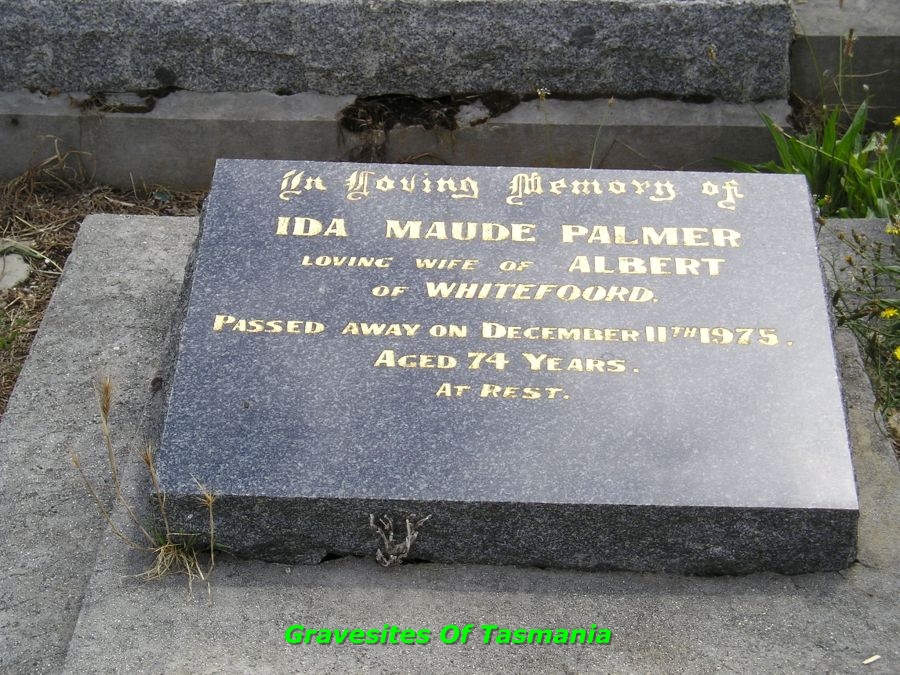 In Loving Memory of
IDA MAUDE PALMER
LOVING WIFE OF ALBERT
OF WHITEFOORD.
PASSED AWAY ON DECEMBER 11TH 1975.
AGED 74 YEARS.
AT REST.
Gravesites Of Tasmania